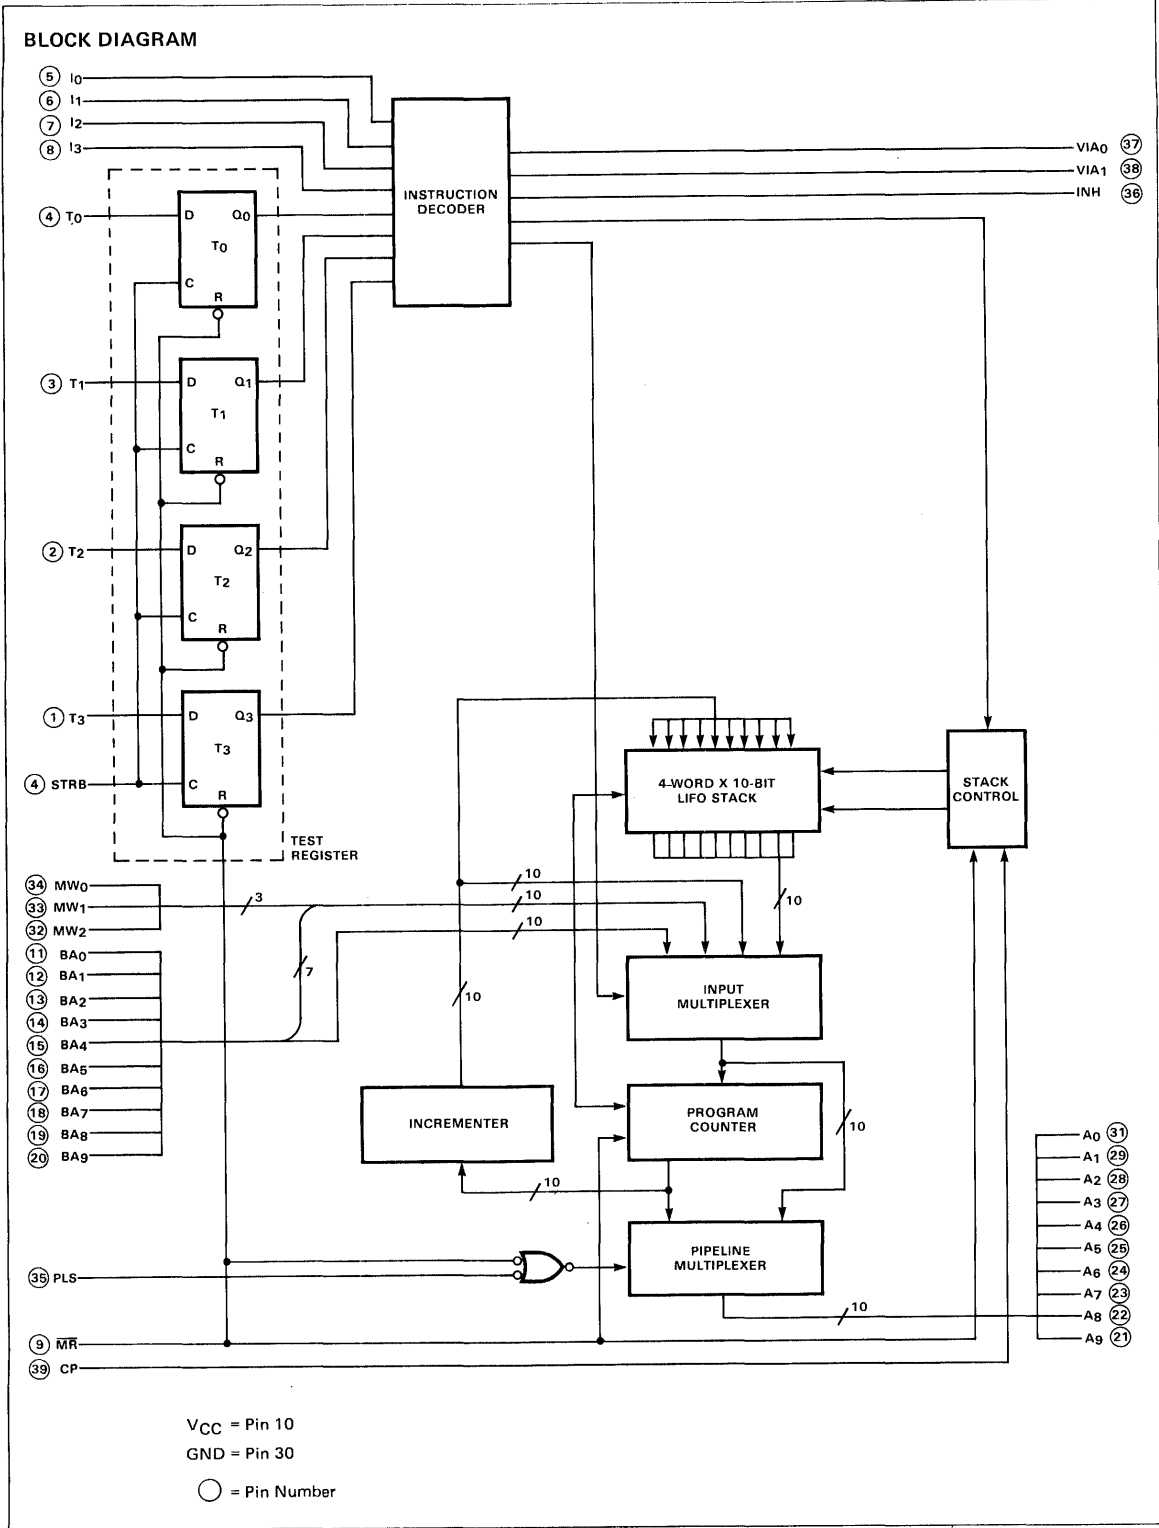 BLOCK DIAGRAM
5 I0
6 I1
7 I2
8 I3
INSTRUCTION
DECODER
VIA0 37
VIA1 38
INH 36
4 T0
D Q0
T0
C
R
3 T1
D Q1
T1
C
R
2 T2
D Q2
T2
C
R
1 T3
D Q3
T3
4 STRB
C
R
TEST
REGISTER
4-WORD X 10-BIT
LIFO STACK
STACK
CONTROL
34 MW0
33 MW1
32 MW2
3
10
10
10
10
11 BA0
12 BA1
13 BA2
14 BA3
15 BA4
16 BA5
17 BA6
18 BA7
19 BA8
20 BA9
7
10
INPUT
MULTIPLEXER
INCREMENTER
PROGRAM
COUNTER
10
10
PIPELINE
MULTIPLEXER
10
A0 31
A1 29
A2 28
A3 27
A4 26
A5 25
A6 24
A7 23
A8 22
A9 21
35 PLS
9 MR
39 CP
VCC = Pin 10
GND = Pin 30
= Pin Number